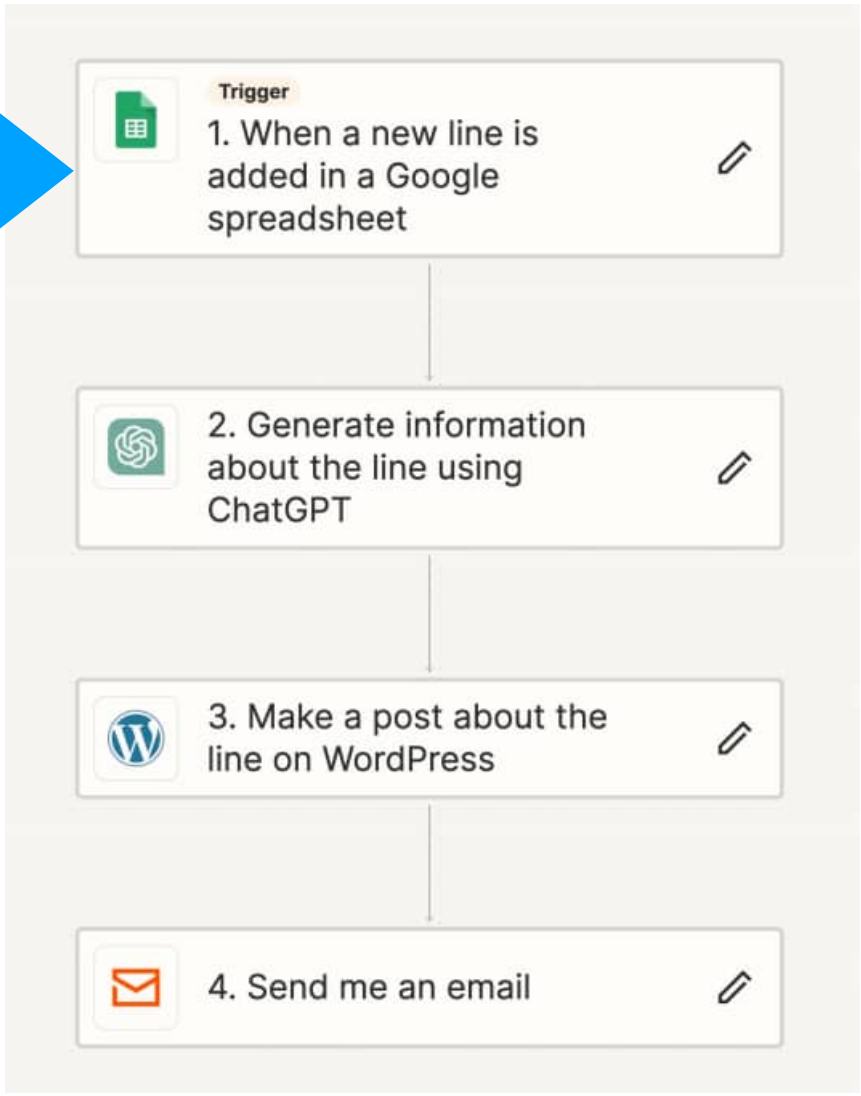 Trigger
1. When a new line is
added in a Google
spreadsheet
2. Generate information
about the line using
ChatGPT
3. Make a post about the
line on WordPress
4. Send me an email